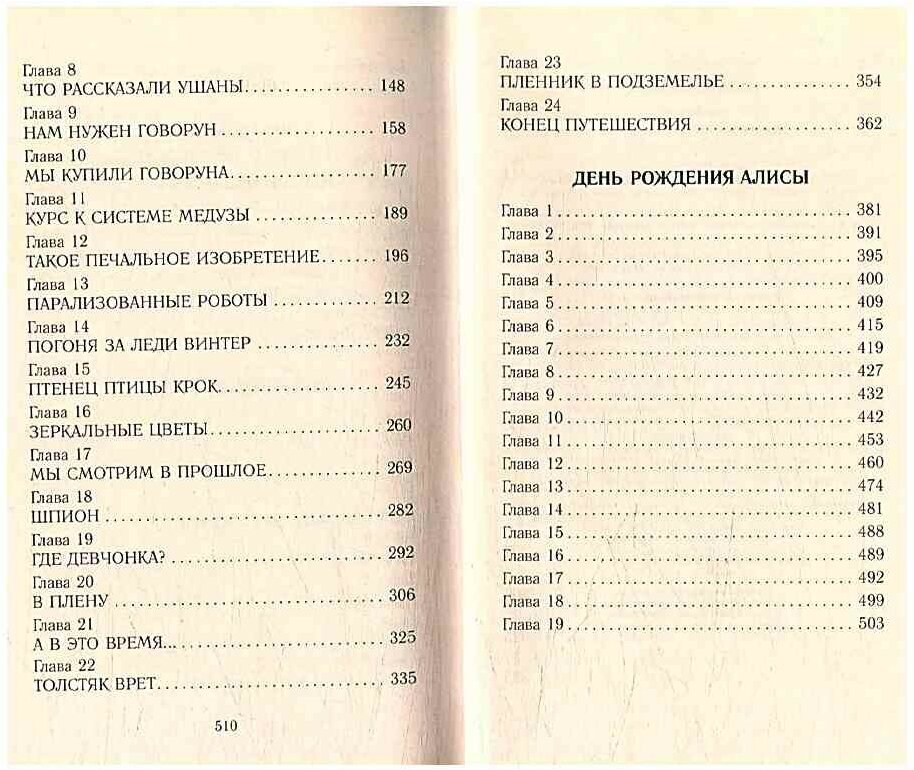 Глава 8
ЧТО РАССКАЗАЛИ УШАНЫ................ 148
Глава 9
НАМ НУЖЕН ГОВОРУН.................. 158
Глава 10
МЫ КУПИЛИ ГОВОРУНА.................. 177
Глава 11
КУРС К СИСТЕМЕ МЕДУЗЫ.............. 189
Глава 12
ТАКОЕ ПЕЧАЛЬНОЕ ИЗОБРЕТЕНИЕ....... 196
Глава 13
ПАРАЛИЗОВАННЫЕ РОБОТЫ............. 212
Глава 14
ПОГОНЯ ЗА ЛЕДИ ВИНТЕР............... 232
Глава 15
ПТЕНЕЦ ПТИЦЫ КРОК.................... 245
Глава 16
ЗЕРКАЛЬНЫЕ ЦВЕТЫ..................... 260
Глава 17
МЫ СМОТРИМ В ПРОШЛОЕ.............. 269
Глава 18
ШПИОН................................... 282
Глава 19
ГДЕ ДЕВЧОНКА?......................... 292
Глава 20
В ПЛЕНУ................................. 306
Глава 21
А В ЭТО ВРЕМЯ........................... 325
Глава 22
ТОЛСТЯК ВРЕТ........................... 335
510
Глава 23
ПЛЕННИК В ПОДЗЕМЕЛЬЕ............... 354
Глава 24
КОНЕЦ ПУТЕШЕСТВИЯ................... 362
ДЕНЬ РОЖДЕНИЯ АЛИСЫ
Глава 1.................................... 381
Глава 2.................................... 391
Глава 3.................................... 395
Глава 4.................................... 400
Глава 5.................................... 409
Глава 6.................................... 415
Глава 7.................................... 419
Глава 8.................................... 427
Глава 9.................................... 432
Глава 10................................... 442
Глава 11................................... 453
Глава 12................................... 460
Глава 13................................... 474
Глава 14................................... 481
Глава 15................................... 488
Глава 16................................... 489
Глава 17................................... 492
Глава 18................................... 499
Глава 19................................... 503